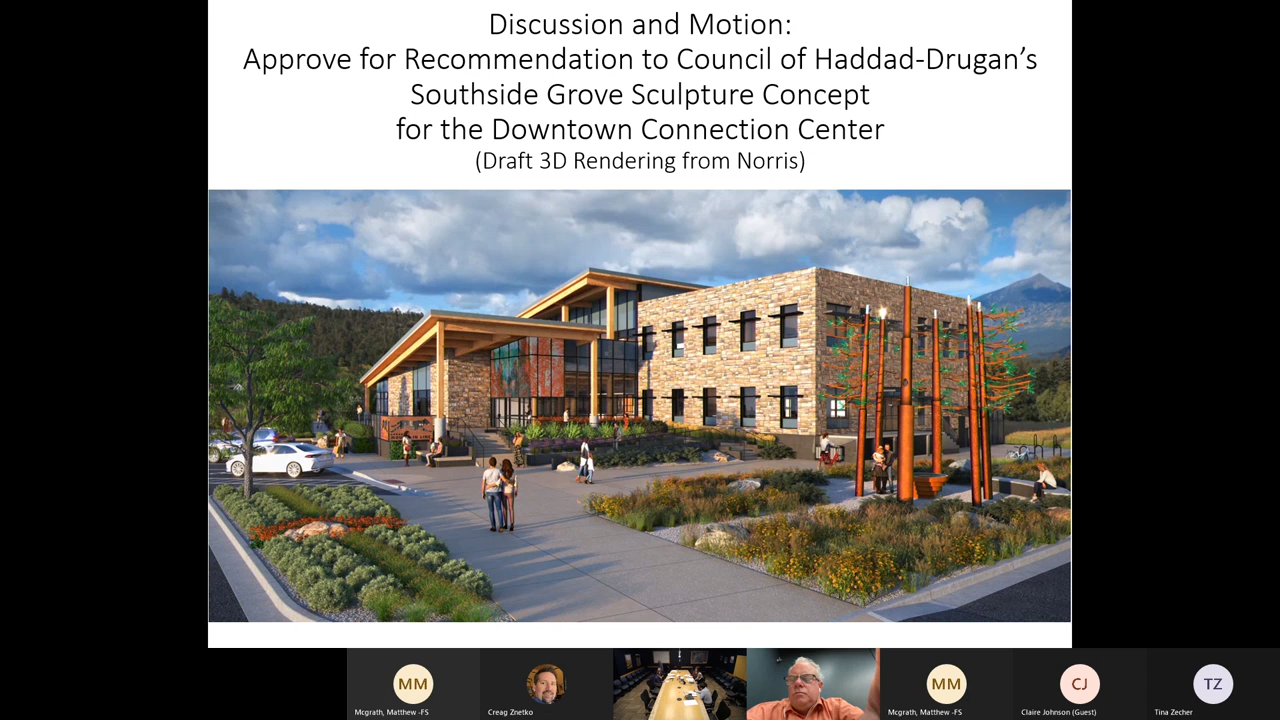 Discussion and Motion:
Approve for Recommendation to Council of Haddad-Drugan’s
Southside Grove Sculpture Concept
for the Downtown Connection Center
(Draft 3D Rendering from Norris)
MM
MM
CJ
TZ
Mcgrath, Matthew -FS
Creag Znetko
Mcgrath, Matthew -FS
Claire Johnson (Guest)
Tina Zecher